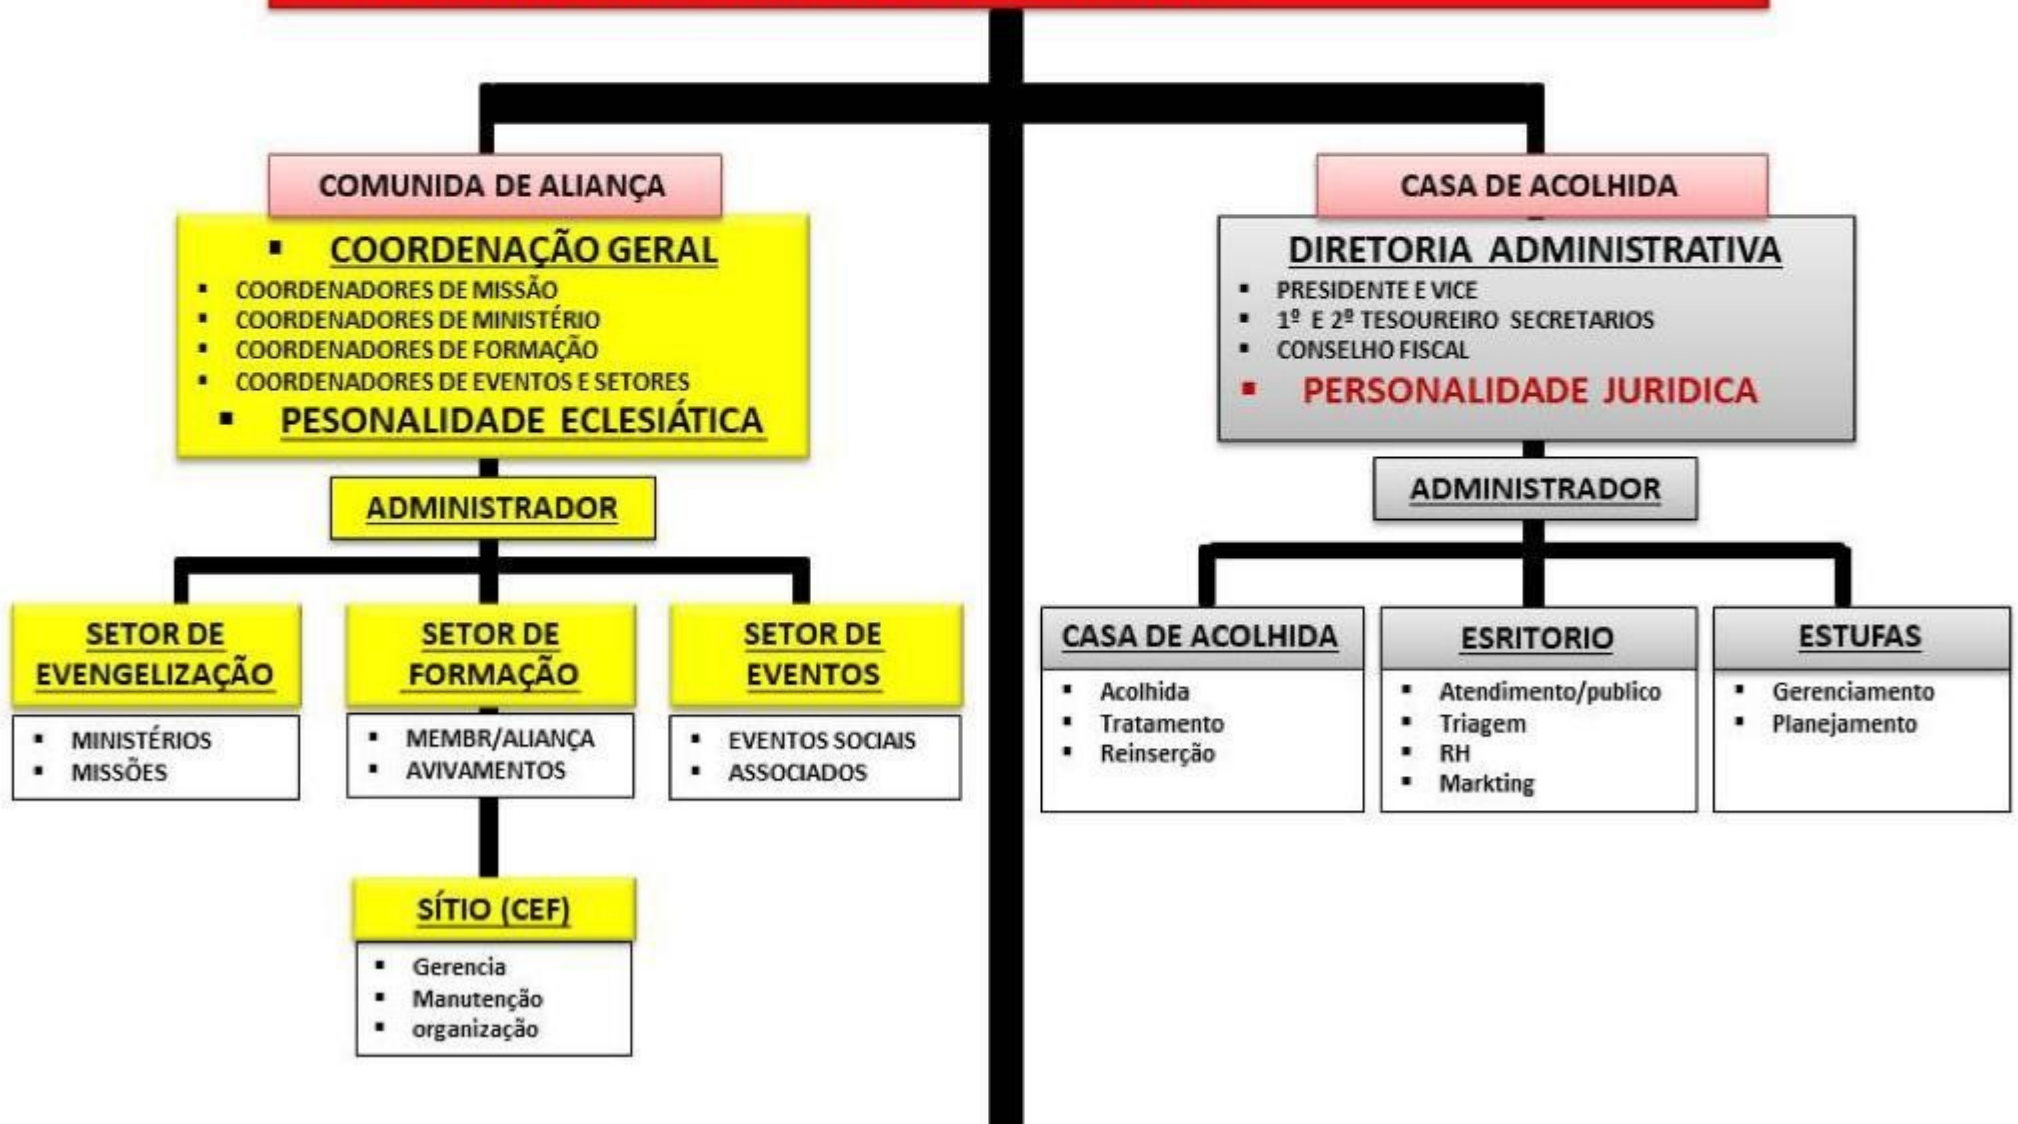 COMUNIDA DE ALIANÇA
▪ COORDENAÇÃO GERAL
▪ COORDENADORES DE MISSÃO
▪ COORDENADORES DE MINISTÉRIO
▪ COORDENADORES DE FORMAÇÃO
▪ COORDENADORES DE EVENTOS E SETORES
▪ PESONALIDADE ECLESIÁTICA
ADMINISTRADOR
SETOR DE
EVENGELIZAÇÃO
▪ MINISTÉRIOS
▪ MISSÕES
SETOR DE
FORMAÇÃO
▪ MEMBR/ALIANÇA
▪ AVIVAMENTOS
SETOR DE
EVENTOS
▪ EVENTOS SOCIAIS
▪ ASSOCIADOS
SÍTIO (CEF)
▪ Gerencia
▪ Manutenção
▪ organização
CASA DE ACOLHIDA
DIRETORIA ADMINISTRATIVA
▪ PRESIDENTE E VICE
▪ 1º E 2º TESOUREIRO SECRETARIOS
▪ CONSELHO FISCAL
▪ PERSONALIDADE JURIDICA
ADMINISTRADOR
CASA DE ACOLHIDA
▪ Acolhida
▪ Tratamento
▪ Reinserção
ESRITORIO
▪ Atendimento/publico
▪ Triagem
▪ RH
▪ Markting
ESTUFAS
▪ Gerenciamento
▪ Planejamento